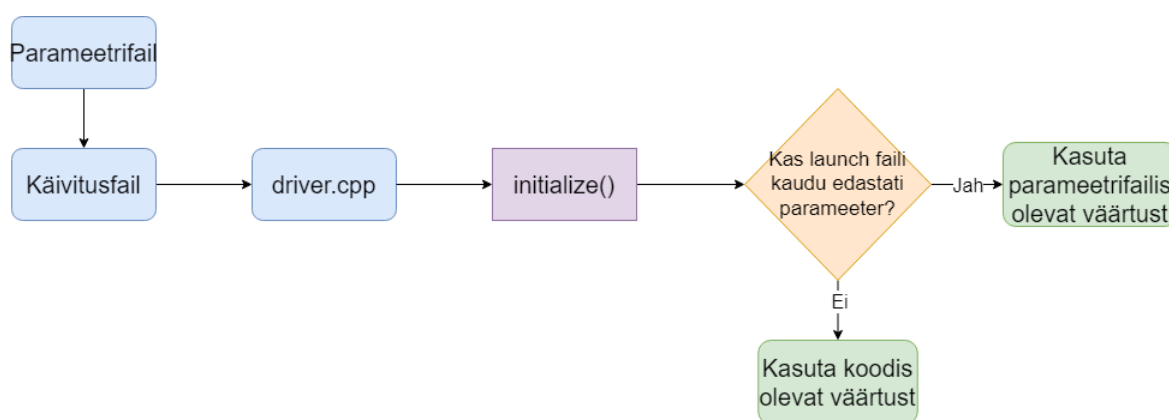 Parameetrifail
Käivitusfail
driver.cpp
initialize()
Kas launch faili
kaudu edastati
parameeter?
Jah
Kasuta
parameetrifailis
olevat väärtust
Ei
Kasuta koodis
olevat väärtust